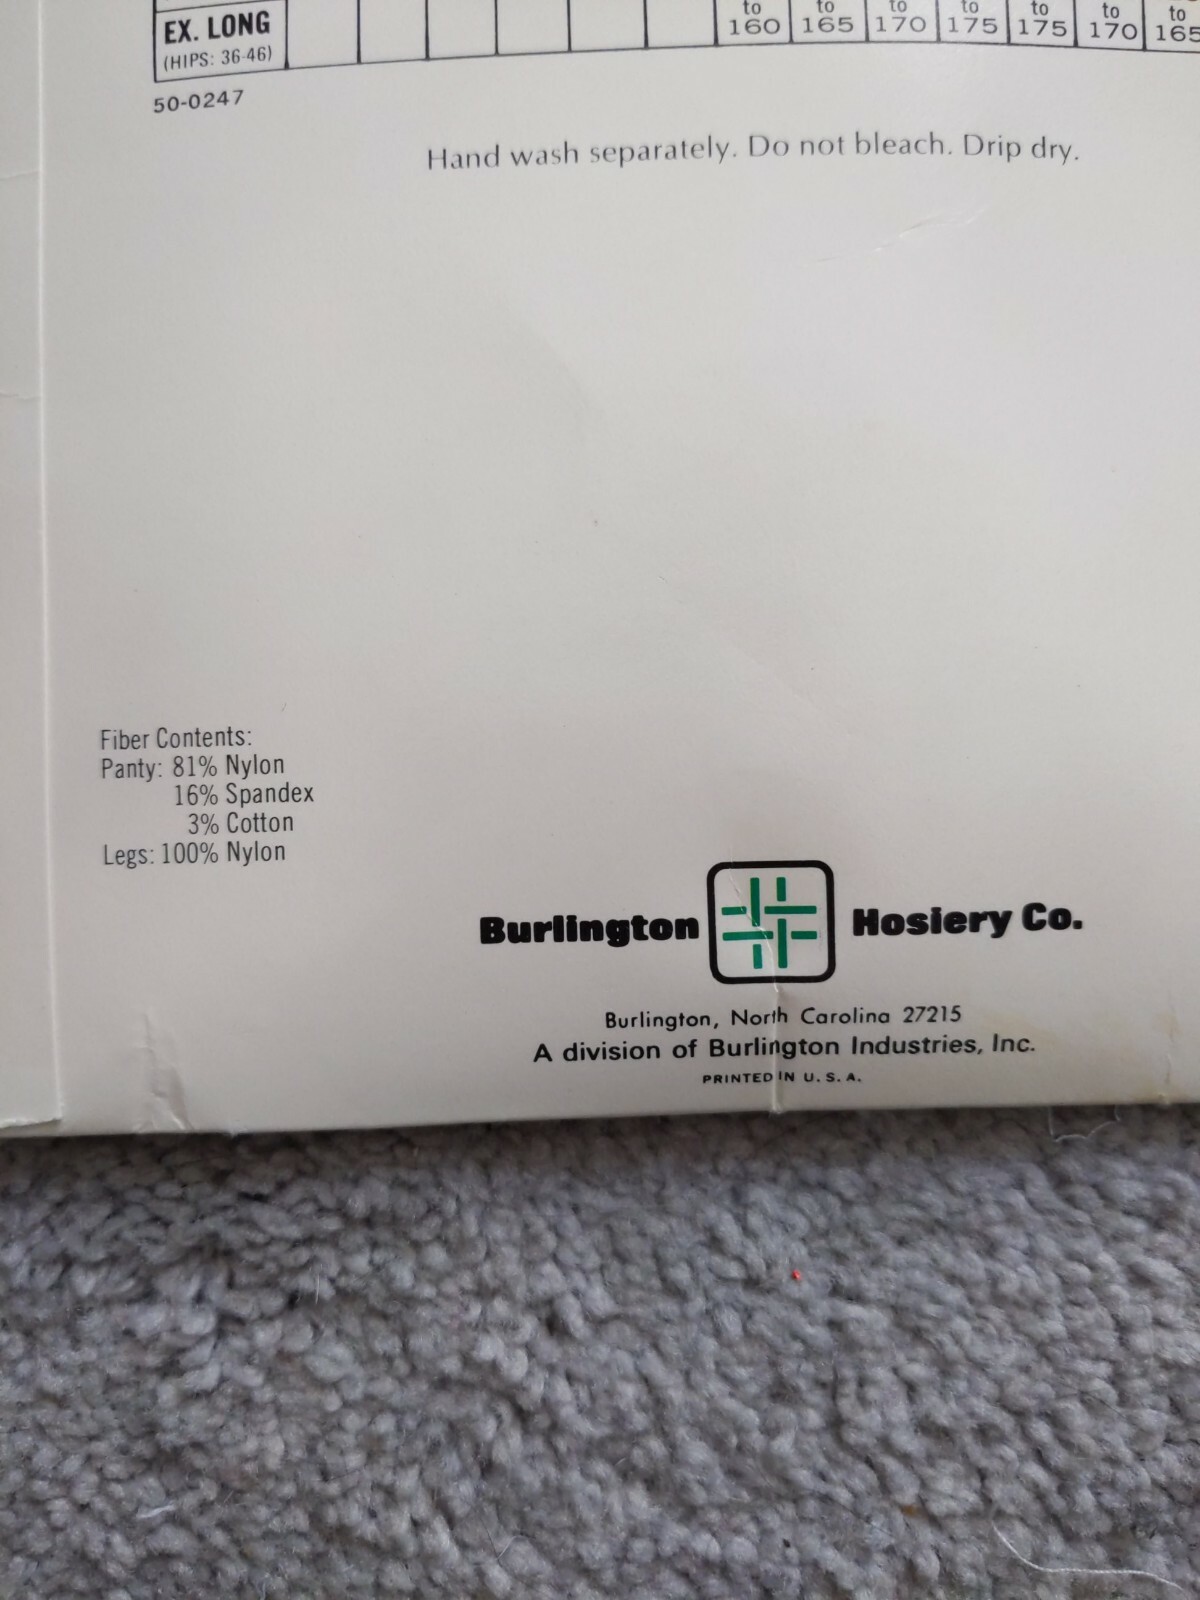 to to to to to to to
EX. LONG 160 165 170 175 175 170 165
(HIPS: 36-46)
50-0247
Hand wash separately. Do not bleach. Drip dry.
Fiber Contents:
Panty: 81% Nylon
16% Spandex
3% Cotton
Legs: 100% Nylon
Burlington Hosiery Co.
Burlington, North Carolina 27215
A division of Burlington Industries, Inc.
PRINTED IN U. S. A.